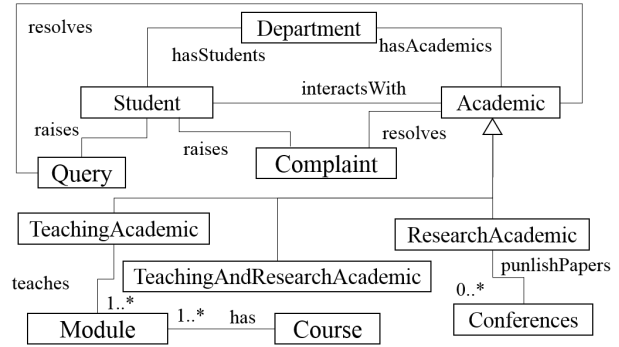 resolves
Department
hasStudents
hasAcademics
interactsWith
Student
Academic
raises
raises
resolves
Query
Complaint
TeachingAcademic
ResearchAcademic
TeachingAndResearchAcademic
punlishPapers
teaches
0..*
1..*
1..*
has
Module
Course
Conferences